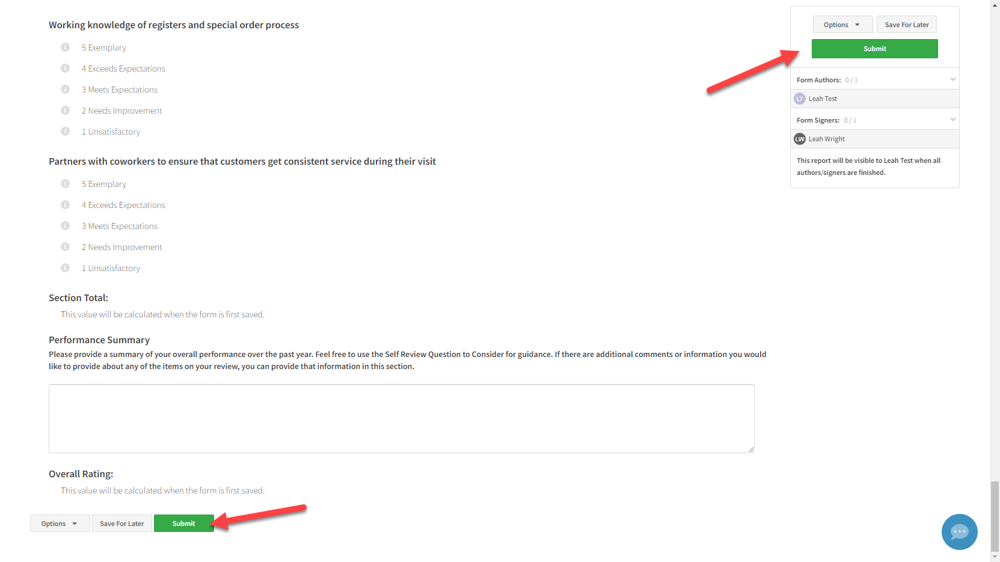 Working knowledge of registers and special order process
5 Exemplary
4 Exceeds Expectations
3 Meets Expectations
2 Needs Improvement
1 Unsatisfactory
Partners with coworkers to ensure that customers get consistent service during their visit
5 Exemplary
4 Exceeds Expectations
3 Meets Expectations
2 Needs Improvement
1 Unsatisfactory
Section Total:
This value will be calculated when the form is first saved.
Performance Summary
Please provide a summary of your overall performance over the past year. Feel free to use the Self Review Question to Consider for guidance. If there are additional comments or information you would
like to provide about any of the items on your review, you can provide that information in this section.
Overall Rating:
This value will be calculated when the form is first saved.
Options Save For Later Submit
Options Save For Later
Submit
Form Authors: 0 / 1
LT Leah Test
Form Signers: 0 / 1
LW Leah Wright
This report will be visible to Leah Test when all
authors/signers are finished.